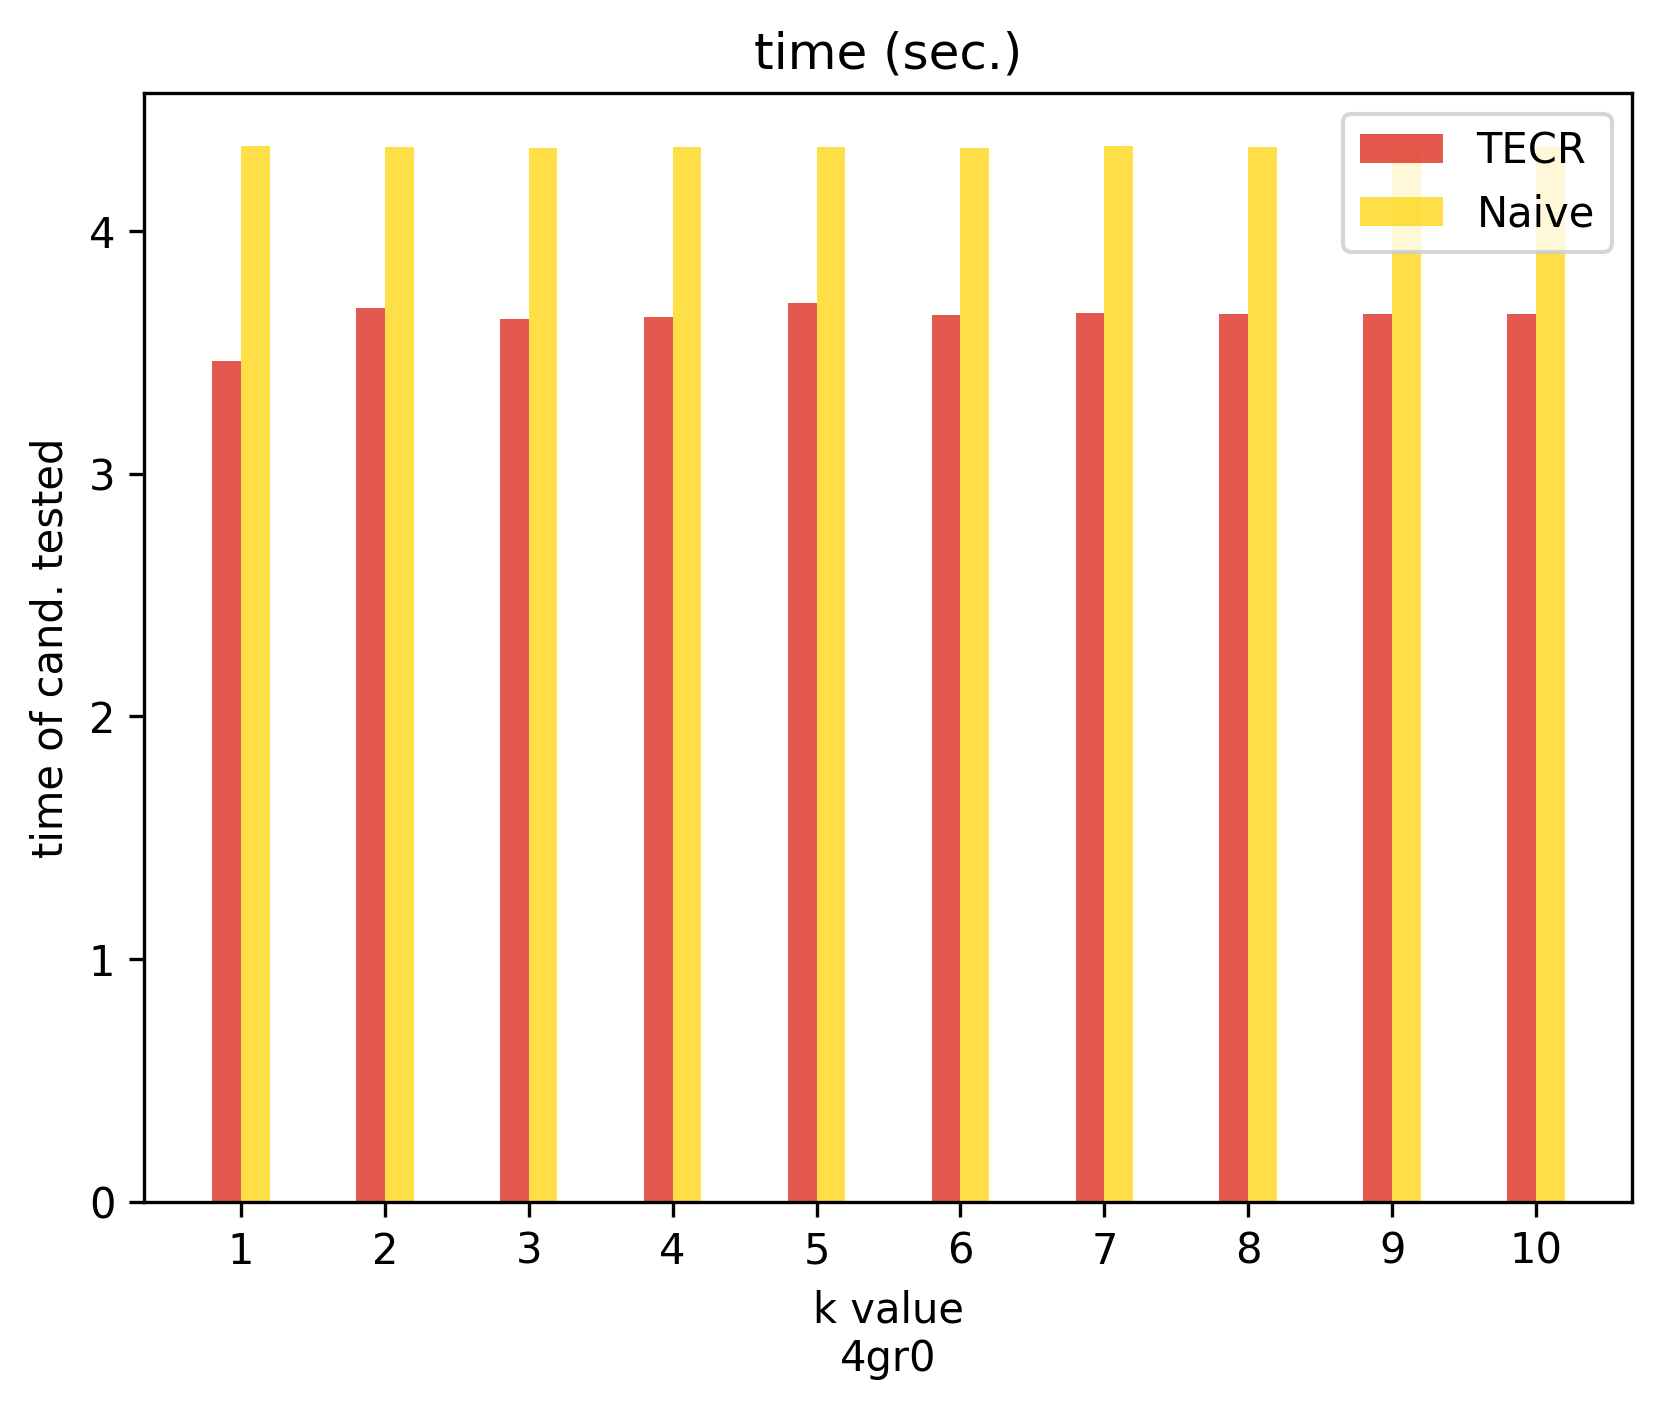 time (sec.)
TECR
Naive
time of cand. tested
4
3
2
1
0
1 2 3 4 5 6 7 8 9 10
k value
4gr0